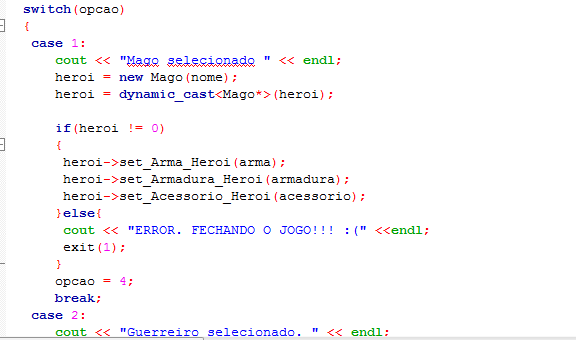 switch(opcao)
{
case 1:
cout << "Mago selecionado " << endl;
heroi = new Mago(nome);
heroi = dynamic_cast<Mago*>(heroi);
if(heroi != 0)
{
heroi->set_Arma_Heroi(arma);
heroi->set_Armadura_Heroi(armadura);
heroi->set_Acessorio_Heroi(acessorio);
}else{
cout << "ERROR. FECHANDO O JOGO!!! :(" <<endl;
exit(1);
}
opcao = 4;
break;
case 2:
cout << "Guerreiro selecionado. " << endl;